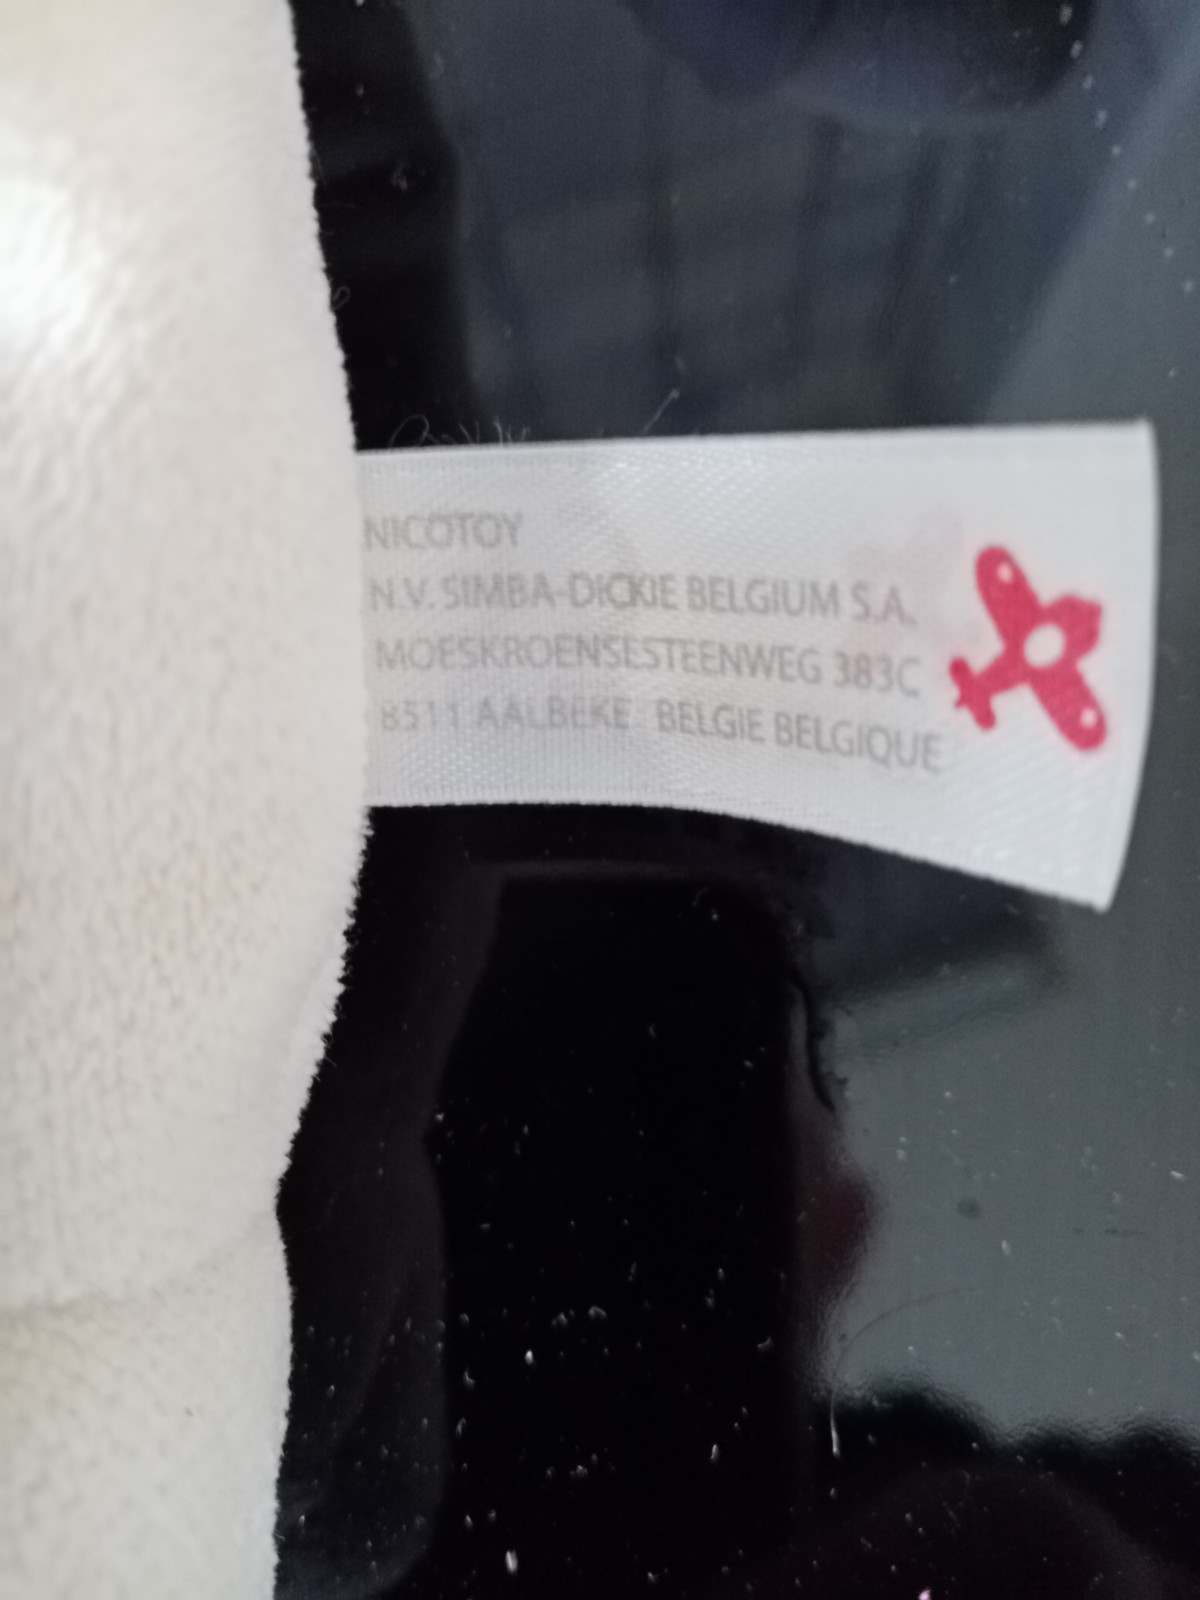 NICOTOY
N.V. SIMBA-DICKIE BELGIUM S.A.
MOESKROENSESTEENWEG 383C
8511 AALBEKE BELGIE BELGIQUE